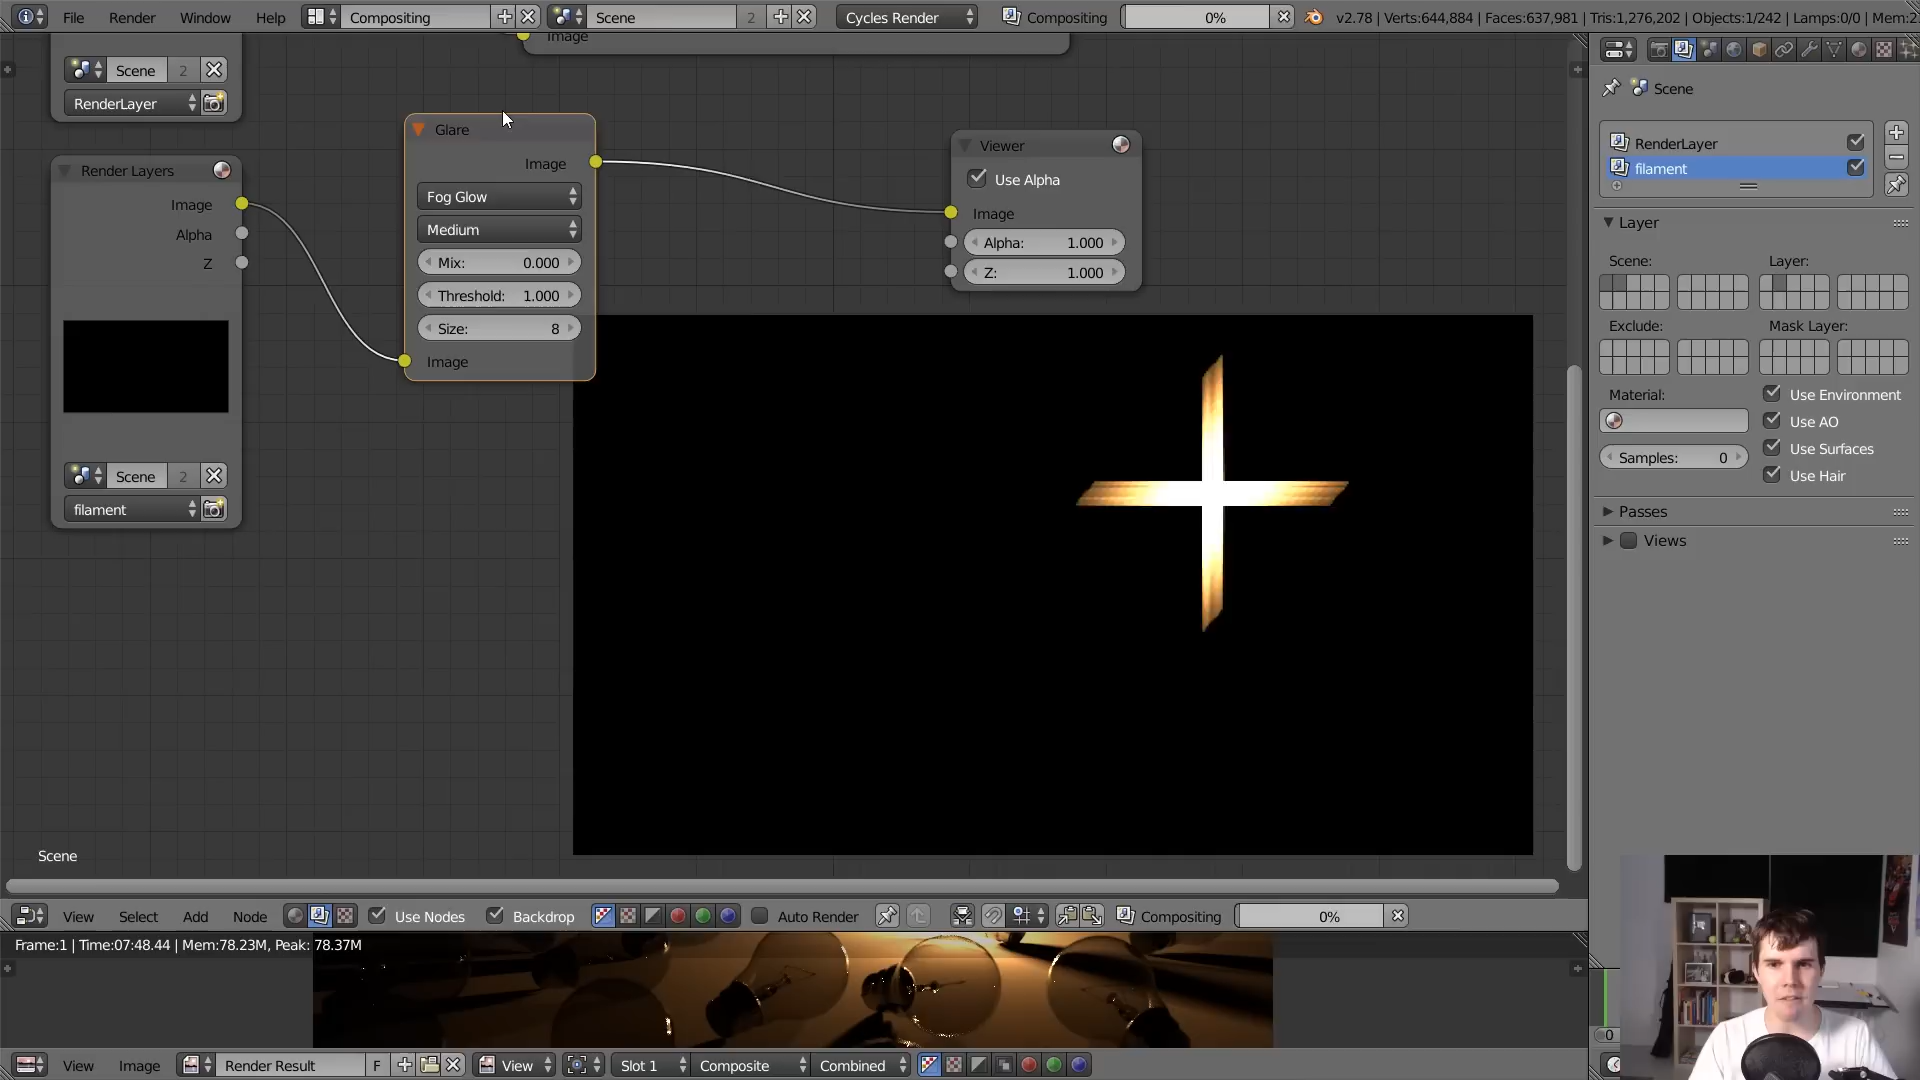 File Render Window Help Compositing Scene 2 Cycles Render Compositing 0% v2.78 | Verts:644,884 | Faces:637,981 | Tris:1,276,202 | Objects:1/242 | Lamps:0/0 | Mem:2
Image
Scene 2
RenderLayer
Render Layers
Image
Alpha
Z
Scene 2
filament
Glare
Image
Fog Glow
Medium
Mix: 0.000
Threshold: 1.000
Size: 8
Image
Viewer
Use Alpha
Image
Alpha: 1.000
Z: 1.000
Scene
RenderLayer
filament
Layer
Scene: Layer:
Exclude: Mask Layer:
Material:
Use Environment
Use AO
Samples: 0
Use Surfaces
Use Hair
Passes
Views
Scene
View Select Add Node Use Nodes Backdrop Auto Render Compositing 0%
Frame:1 | Time:07:48.44 | Mem:78.23M, Peak: 78.37M
0
View Image Render Result F View Slot 1 Composite Combined